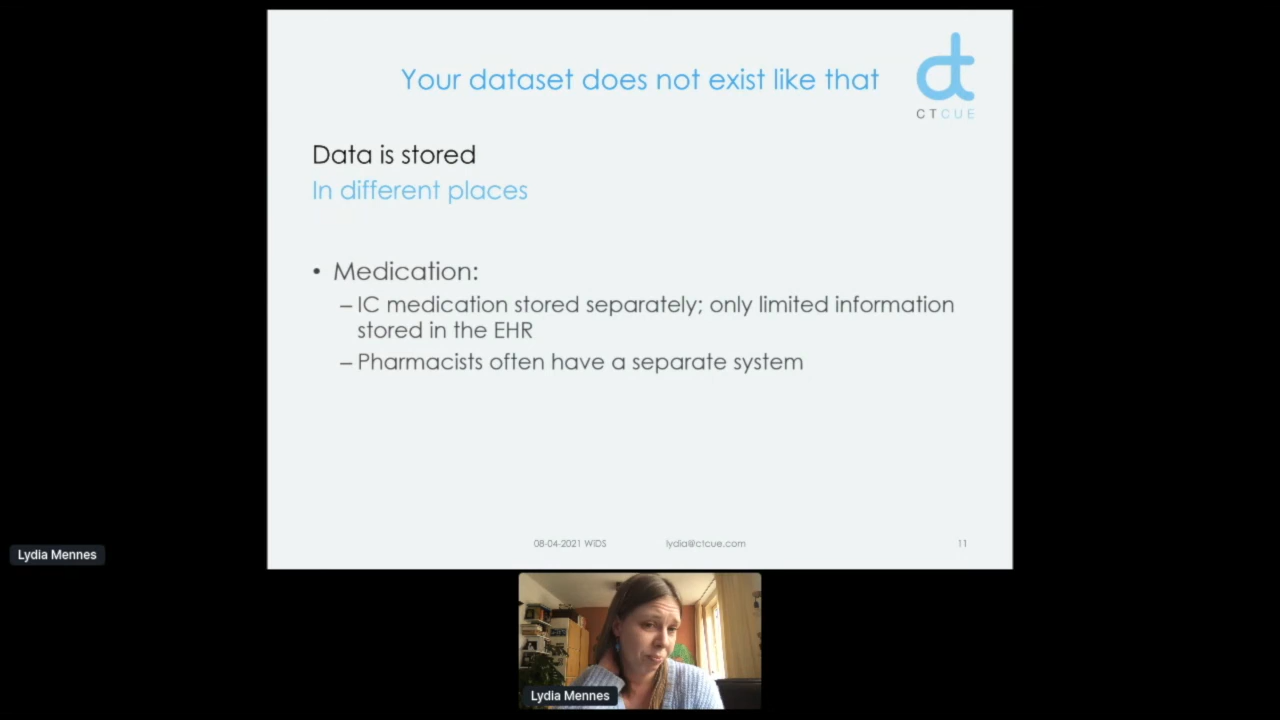 Your dataset does not exist like that
CTCUE
Data is stored
In different places
• Medication:
– IC medication stored separately; only limited information
stored in the EHR
– Pharmacists often have a separate system
08-04-2021 WiDS lydia@ctcue.com 11
Lydia Mennes
Lydia Mennes